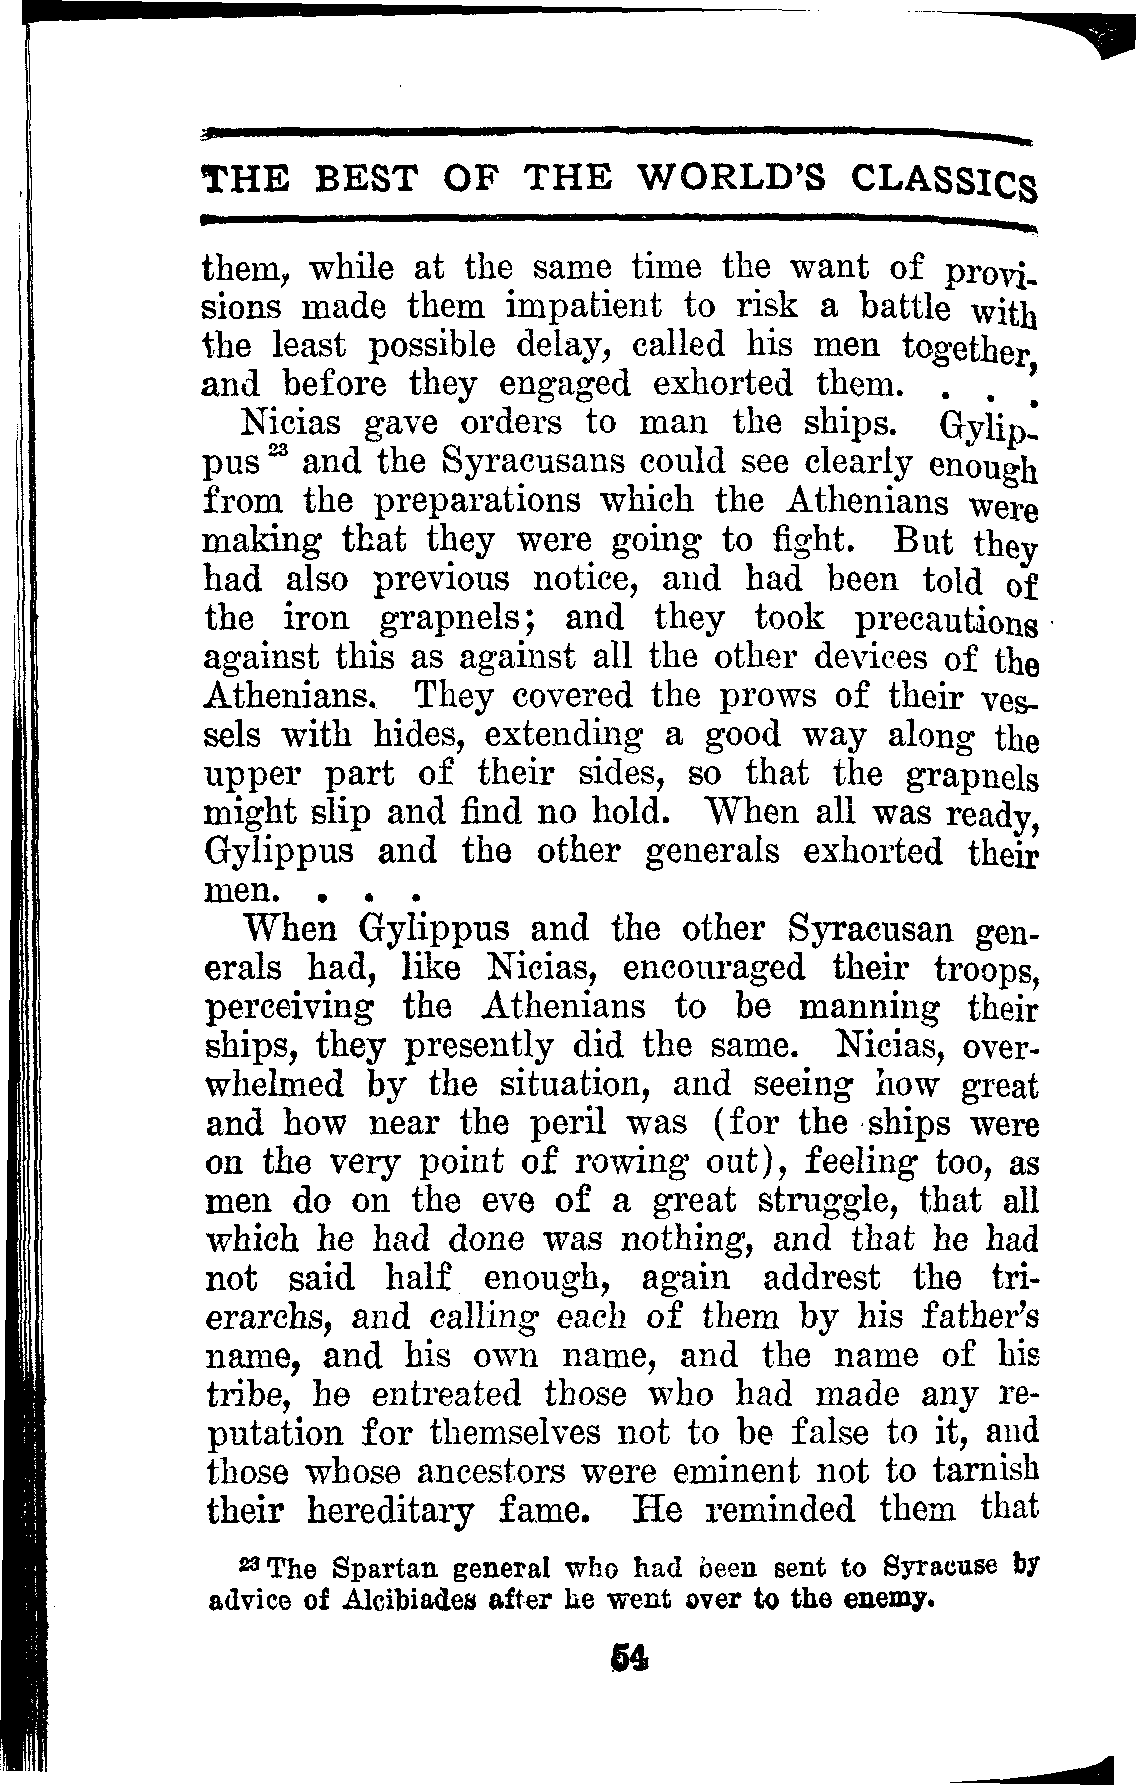 THE BEST OF THE WORLD'S CLASSICS
them, while at the same time the want of provi-
sions made them impatient to risk a battle with
the least possible delay, called his men together,
and before they engaged exhorted them. . . .
Nicias gave orders to man the ships. Gylip-
pus 23 and the Syracusans could see clearly enough
from the preparations which the Athenians were
making that they were going to fight. But they
had also previous notice, and had been told of
the iron grapnels; and they took precautions
against this as against all the other devices of the
Athenians. They covered the prows of their ves-
sels with hides, extending a good way along the
upper part of their sides, so that the grapnels
might slip and find no hold. When all was ready,
Gylippus and the other generals exhorted their
men. . . .
When Gylippus and the other Syracusan gen-
erals had, like Nicias, encouraged their troops,
perceiving the Athenians to be manning their
ships, they presently did the same. Nicias, over-
whelmed by the situation, and seeing how great
and how near the peril was (for the ships were
on the very point of rowing out), feeling too, as
men do on the eve of a great struggle, that all
which he had done was nothing, and that he had
not said half enough, again addrest the tri-
erarchs, and calling each of them by his father's
name, and his own name, and the name of his
tribe, he entreated those who had made any re-
putation for themselves not to be false to it, and
those whose ancestors were eminent not to tarnish
their hereditary fame. He reminded them that
23 The Spartan general who had been sent to Syracuse by
advice of Alcibiades after he went over to the enemy.
54